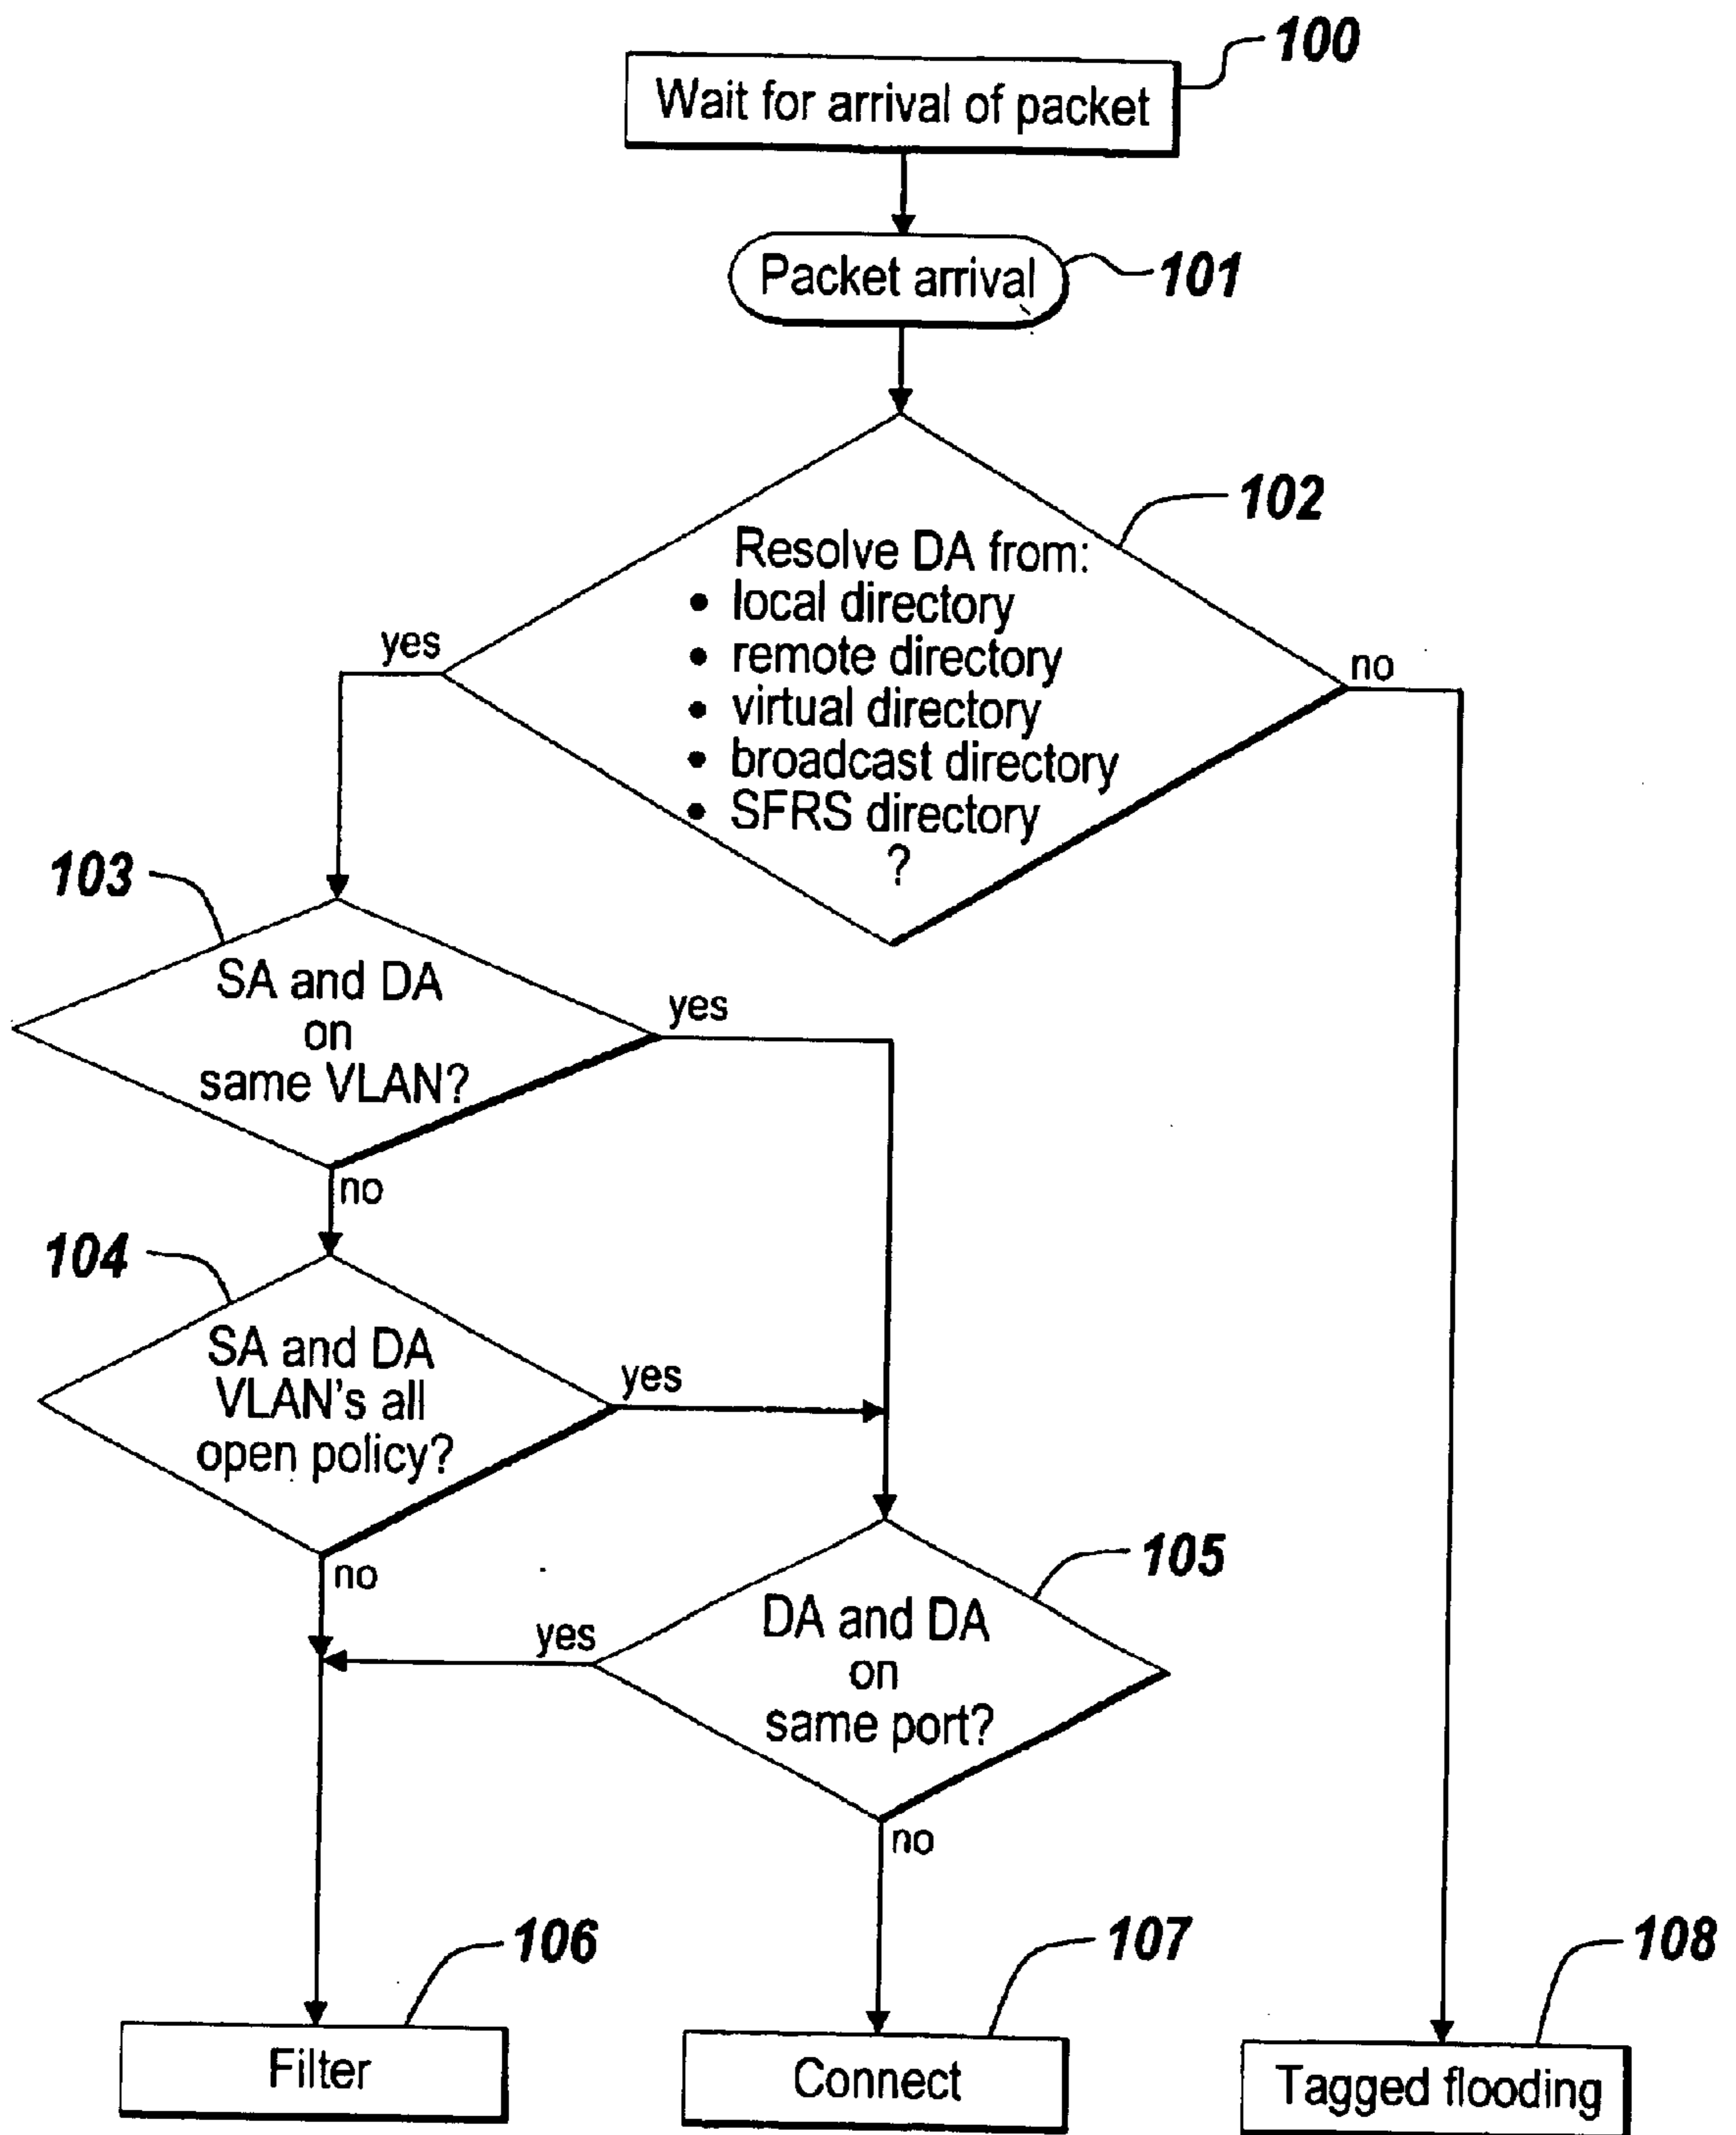 100
Wait for arrival of packet
Packet arrival
101
102
Resolve DA from:
• local directory
• remote directory
• virtual directory
• broadcast directory
• SFRS directory
?
yes
no
103
SA and DA
on
same VLAN?
yes
no
104
SA and DA
VLAN's all
open policy?
yes
no
105
DA and DA
on
same port?
yes
no
106
Filter
107
Connect
108
Tagged flooding